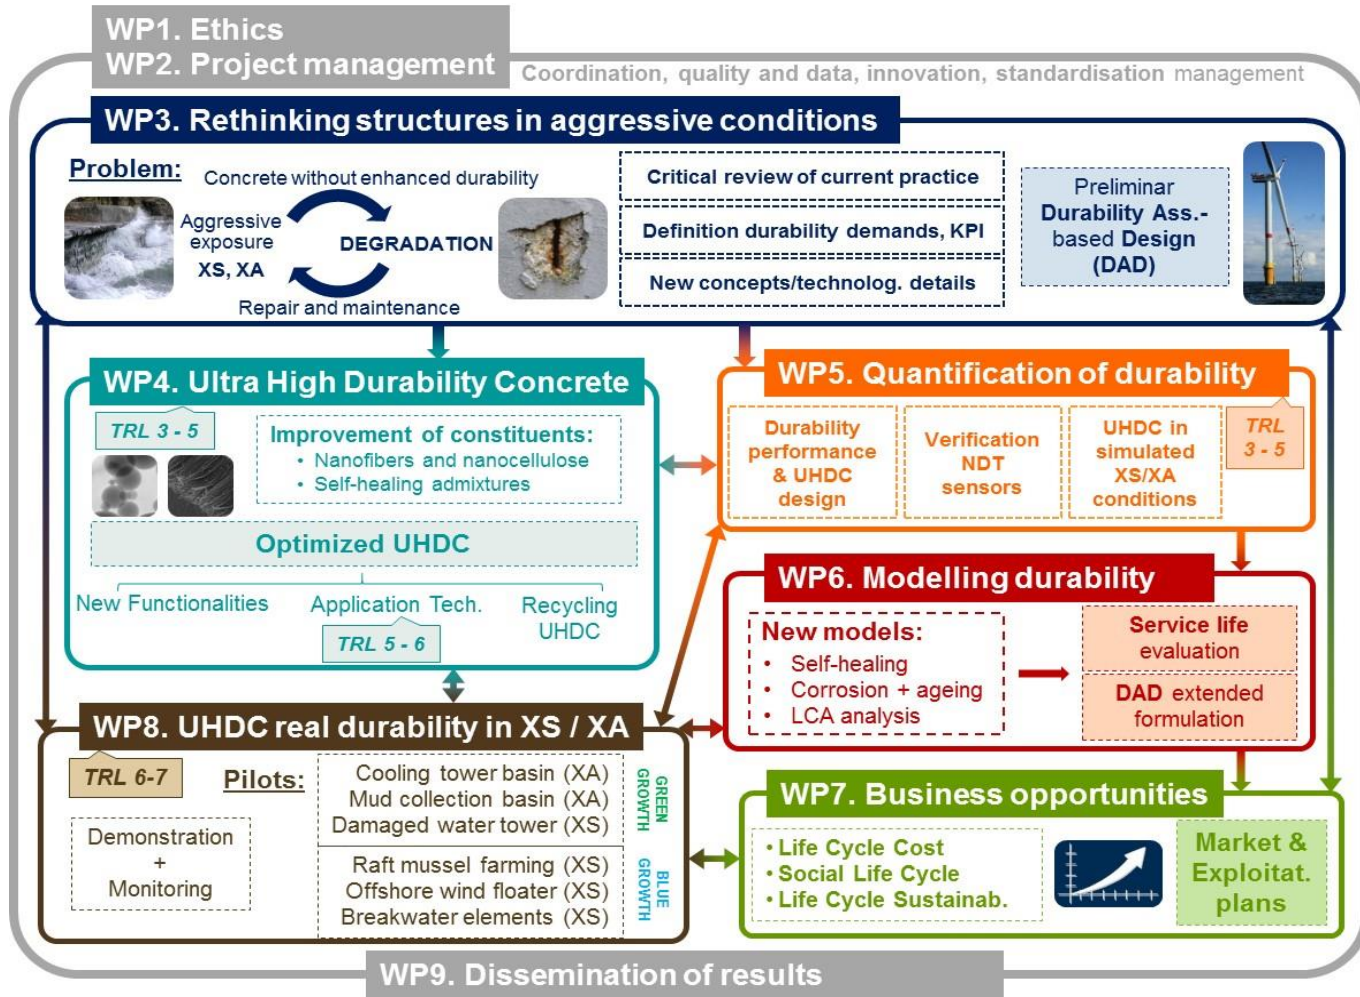 WP1. Ethics
WP2. Project management
Coordination, quality and data, innovation, standardisation management
WP3. Rethinking structures in aggressive conditions
Problem:
Concrete without enhanced durability
Aggressive
exposure
XS, XA
DEGRADATION
Repair and maintenance
Critical review of current practice
Definition durability demands, KPI
New concepts/technolog. details
Preliminar
Durability Ass.-
based Design
(DAD)
WP4. Ultra High Durability Concrete
TRL 3 - 5
Improvement of constituents:
• Nanofibers and nanocellulose
• Self-healing admixtures
Optimized UHDC
New Functionalities
Application Tech.
Recycling
UHDC
TRL 5 - 6
WP5. Quantification of durability
Durability
performance
& UHDC
design
Verification
NDT
sensors
UHDC in
simulated
XS/XA
conditions
TRL
3 - 5
WP6. Modelling durability
New models:
• Self-healing
• Corrosion + ageing
• LCA analysis
Service life
evaluation
DAD extended
formulation
WP8. UHDC real durability in XS / XA
TRL 6-7
Pilots:
Demonstration
+
Monitoring
Cooling tower basin (XA)
Mud collection basin (XA)
Damaged water tower (XS)
GREEN
GROWTH
Raft mussel farming (XS)
Offshore wind floater (XS)
Breakwater elements (XS)
BLUE
GROWTH
WP7. Business opportunities
• Life Cycle Cost
• Social Life Cycle
• Life Cycle Sustainab.
Market &
Exploitat.
plans
WP9. Dissemination of results